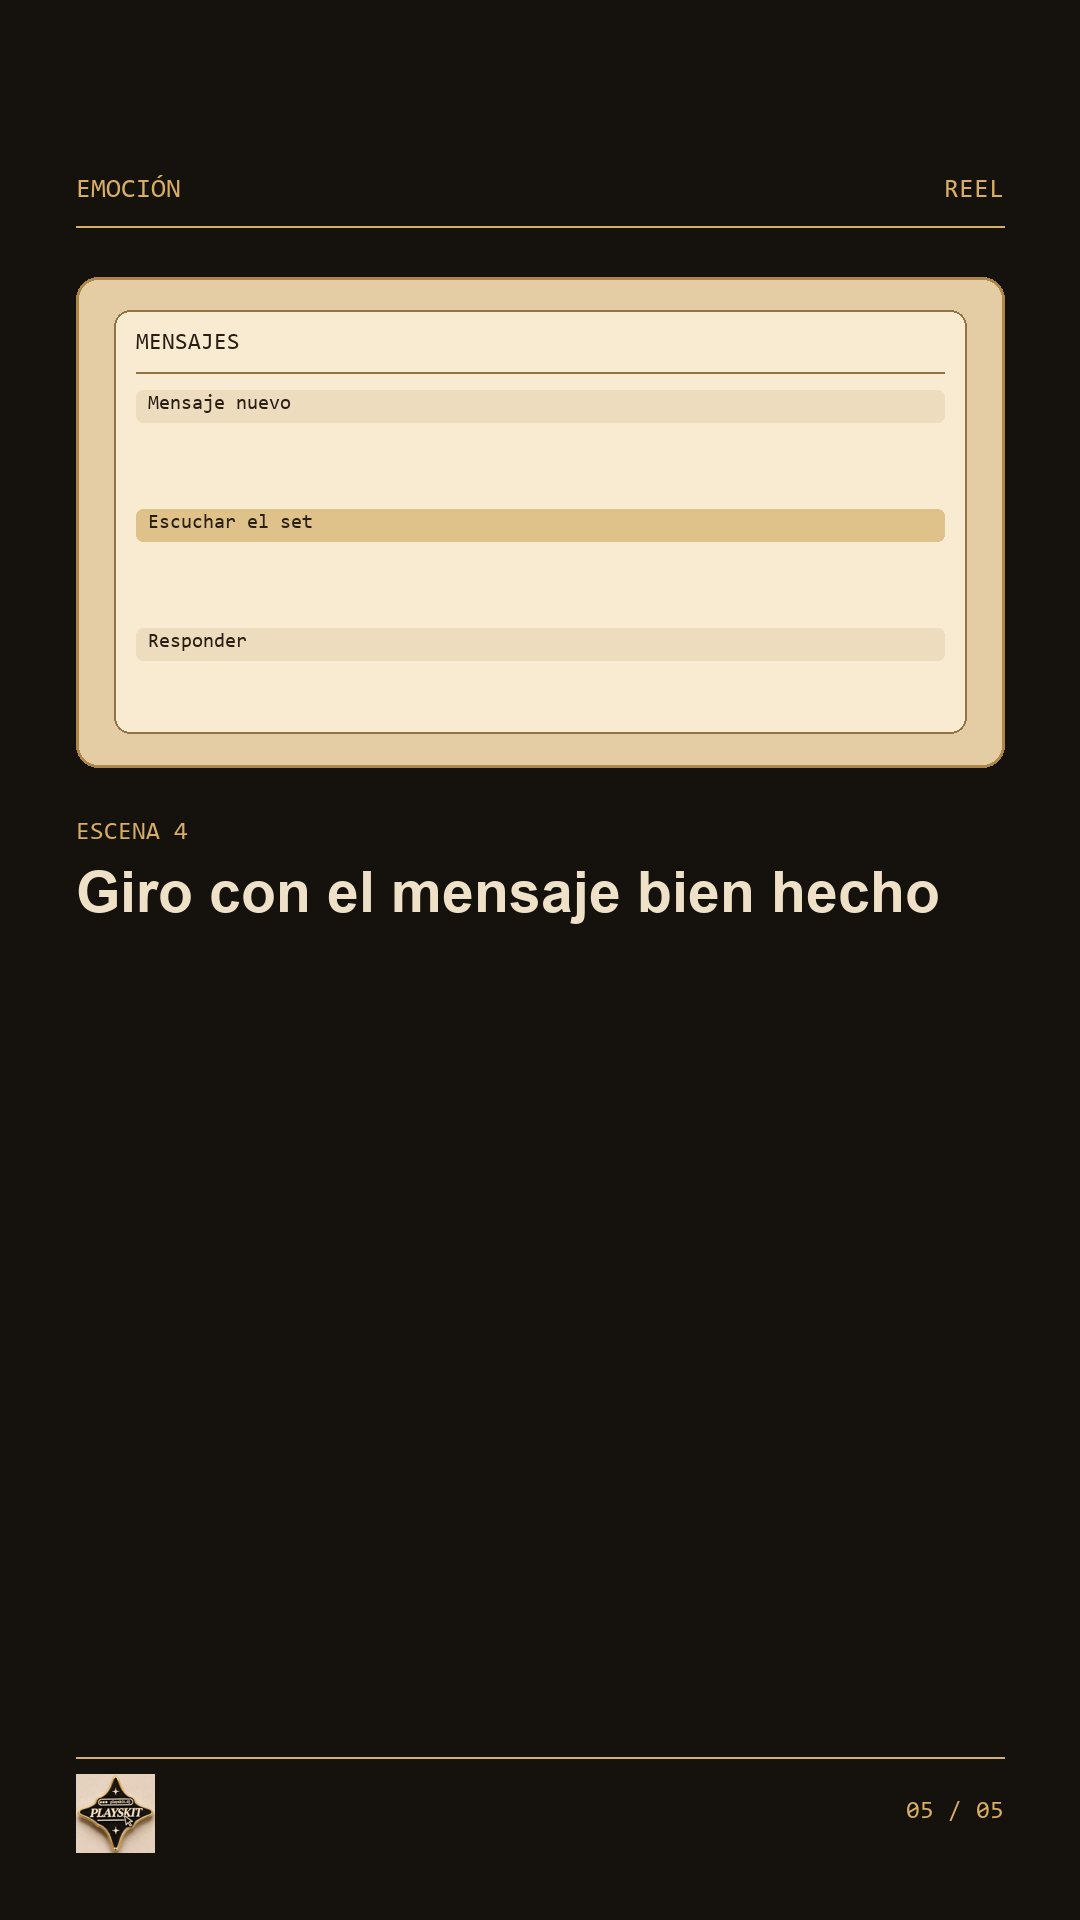 EMOCIÓN
REEL
MENSAJES
Mensaje nuevo
Escuchar el set
Responder
ESCENA 4
Giro con el mensaje bien hecho
PLAYSKIT
05 / 05